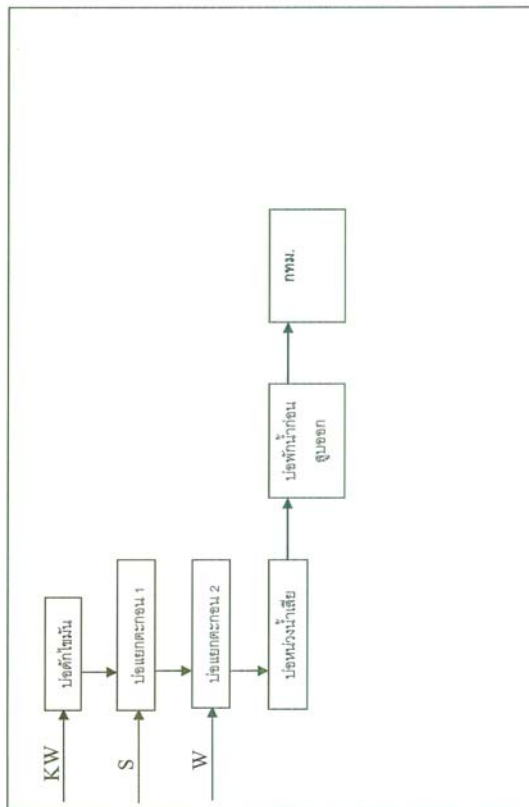 KW
บ่อดักไขมัน
S
บ่อแยกตะกอน 1
W
บ่อแยกตะกอน 2
บ่อหน่วงน้ำเสีย
บ่อพักน้ำก่อน
สูบออก
กทม.